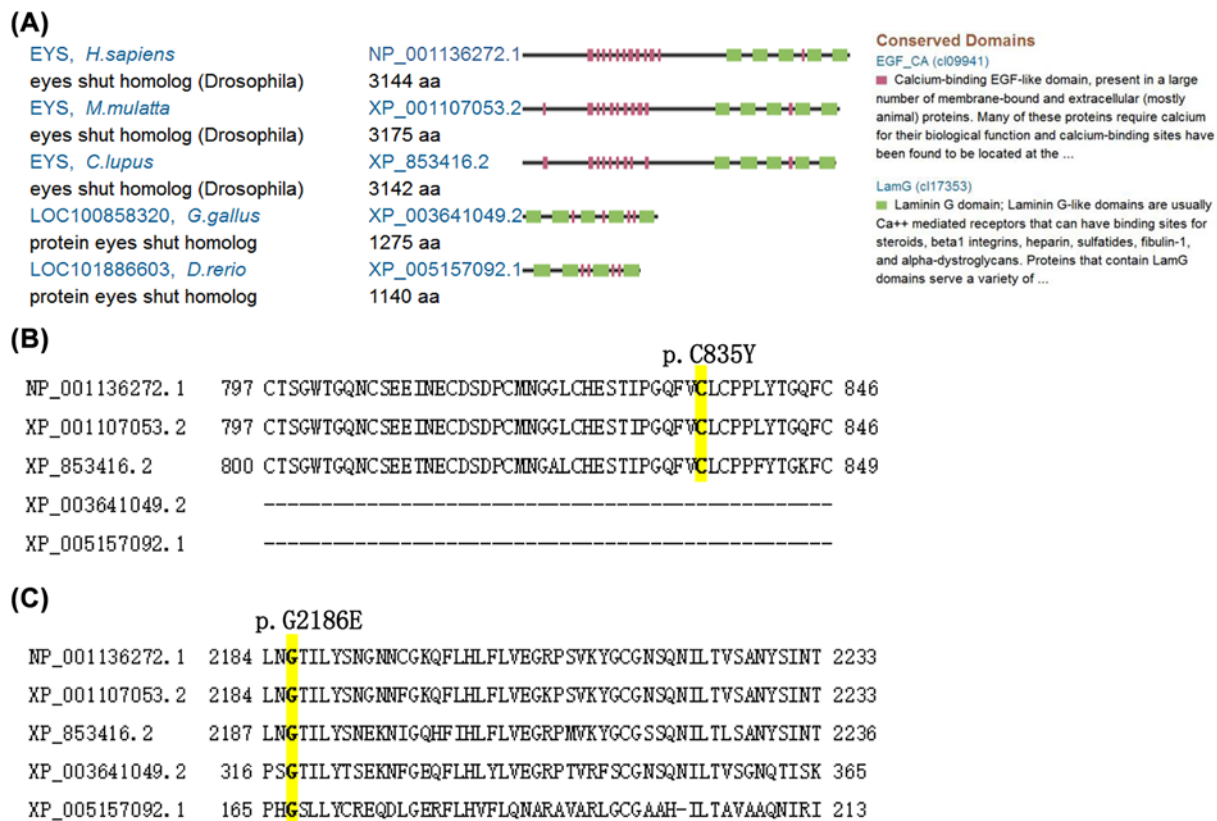 (A)
EYS, H.sapiens NP_001136272.1
eyes shut homolog (Drosophila) 3144 aa
EYS, M.mulatta XP_001107053.2
eyes shut homolog (Drosophila) 3175 aa
EYS, C.lupus XP_853416.2
eyes shut homolog (Drosophila) 3142 aa
LOC100858320, G.gallus XP_003641049.2
protein eyes shut homolog 1275 aa
LOC101886603, D.rerio XP_005157092.1
protein eyes shut homolog 1140 aa
Conserved Domains
EGF_CA (cl09941)
Calcium-binding EGF-like domain, present in a large
number of membrane-bound and extracellular (mostly
animal) proteins. Many of these proteins require calcium
for their biological function and calcium-binding sites have
been found to be located at the ...
LamG (cl17353)
Laminin G domain; Laminin G-like domains are usually
Ca++ mediated receptors that can have binding sites for
steroids, beta1 integrins, heparin, sulfatides, fibulin-1,
and alpha-dystroglycans. Proteins that contain LamG
domains serve a variety of ...
(B)
p. C835Y
NP_001136272.1 797 CTSGWTGQNCSEEINECDSDPCMNGGLCHESTIPGQFVCLCPPLYTGQFC 846
XP_001107053.2 797 CTSGWTGQNCSEEINECDSDPCMNGGLCHESTIPGQFVCLCPPLYTGQFC 846
XP_853416.2 800 CTSGWTGQNCSEEINECDSDPCMNGALCHESTIPGQFVCLCPPFYTGKFC 849
XP_003641049.2 --------------------------------------------------
XP_005157092.1 --------------------------------------------------
(C)
p. G2186E
NP_001136272.1 2184 LNGTILYSNGNNCGKQFLHLFLVEGRPSVKYGCGNSQNILTVSANYSINT 2233
XP_001107053.2 2184 LNGTILYSNGNNFGKQFLHLFLVEGKPSVKYGCGNSQNILTVSANYSINT 2233
XP_853416.2 2187 LNGTILYSNEKNIGQHFIHLFLVEGRPMVKYGCGSSQNILTLSANYSINT 2236
XP_003641049.2 316 PSGTILYTSEKNFGEQFLHLYLVEGRPTVRFSCGNSQNILTVSGNQTISK 365
XP_005157092.1 165 PHGSLLYCREQDLGERFLHVFLQNARAVARLGCGAAH-ILTAVAAQNIRI 213